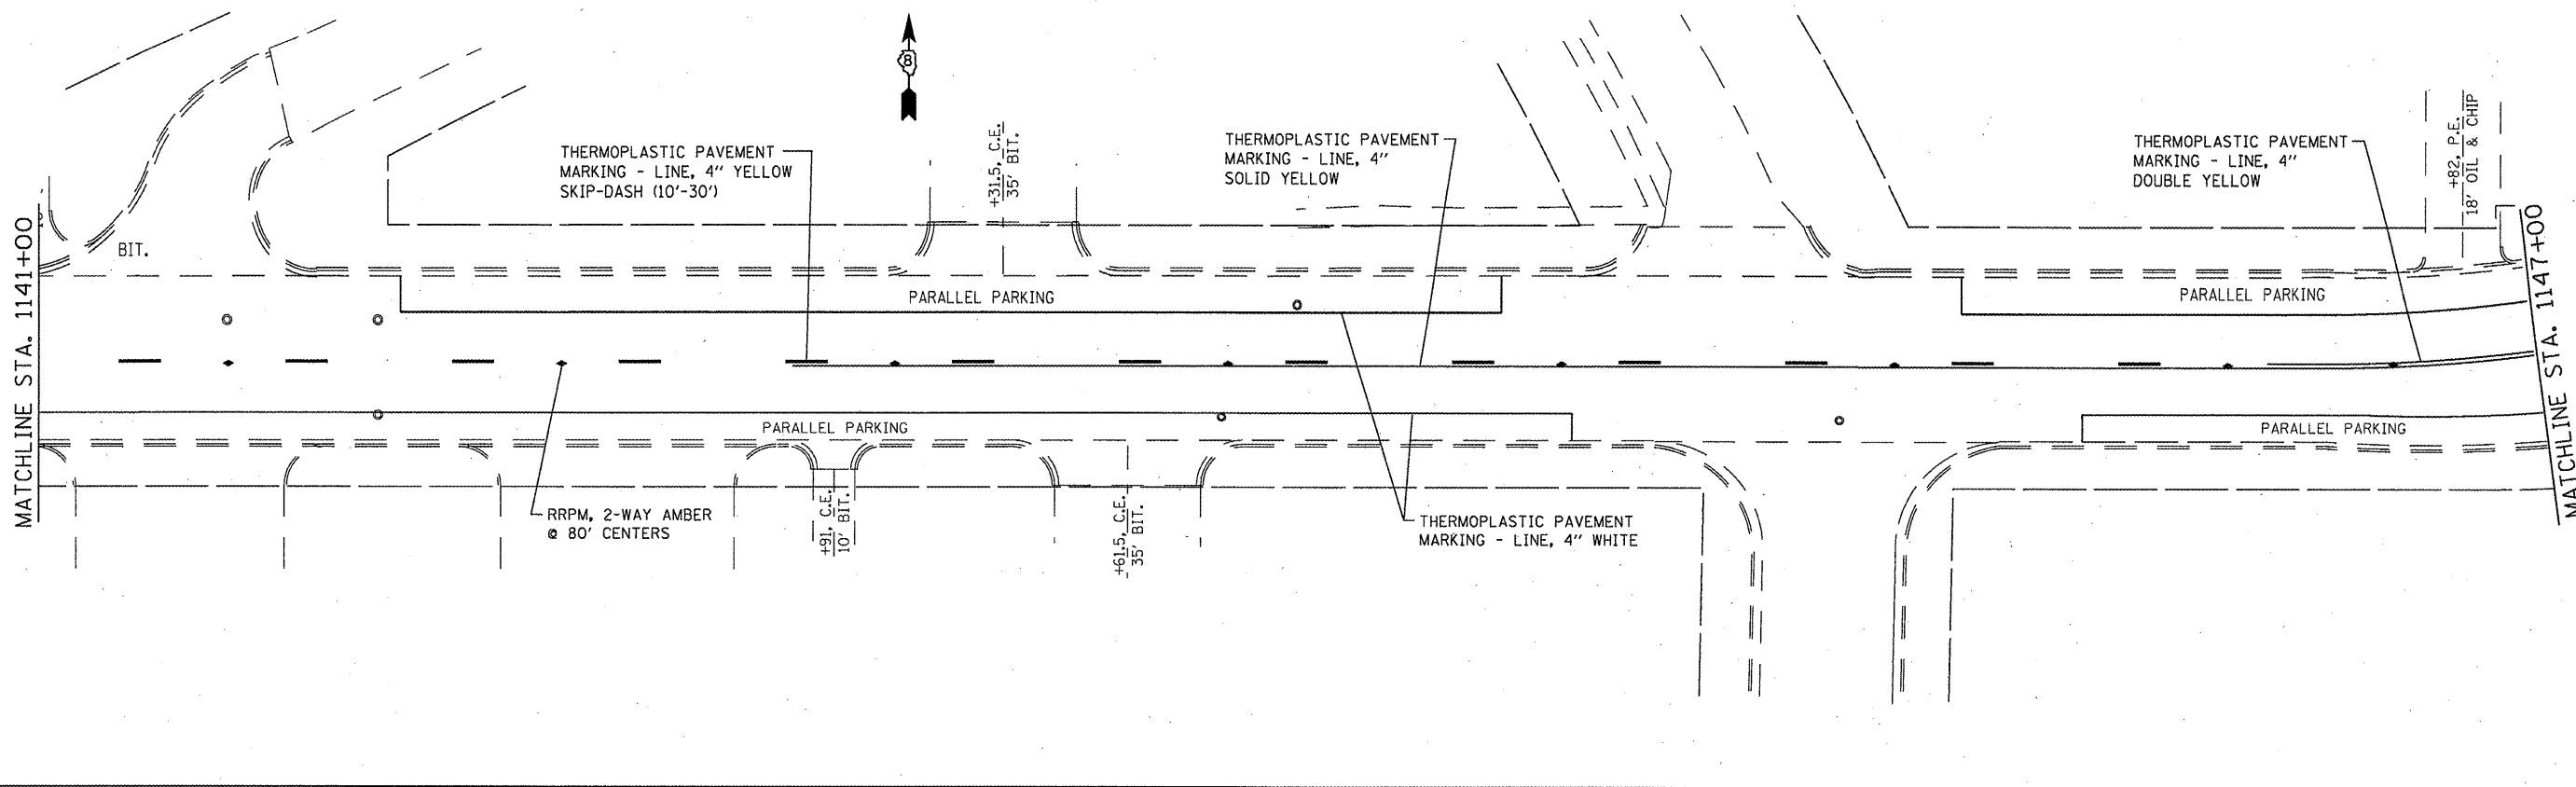 8
THERMOPLASTIC PAVEMENT
MARKING - LINE, 4" YELLOW
SKIP-DASH (10'-30')
+31.5, C.E.
35' BIT.
THERMOPLASTIC PAVEMENT
MARKING - LINE, 4"
SOLID YELLOW
THERMOPLASTIC PAVEMENT
MARKING - LINE, 4"
DOUBLE YELLOW
+82, P.E.
18' OIL & CHIP
MATCHLINE STA. 1141+00
BIT.
PARALLEL PARKING
PARALLEL PARKING
MATCHLINE STA. 1147+00
PARALLEL PARKING
PARALLEL PARKING
RRPM, 2-WAY AMBER
@ 80' CENTERS
+91, C.E.
10' BIT.
+61.5, C.E.
35' BIT.
THERMOPLASTIC PAVEMENT
MARKING - LINE, 4" WHITE